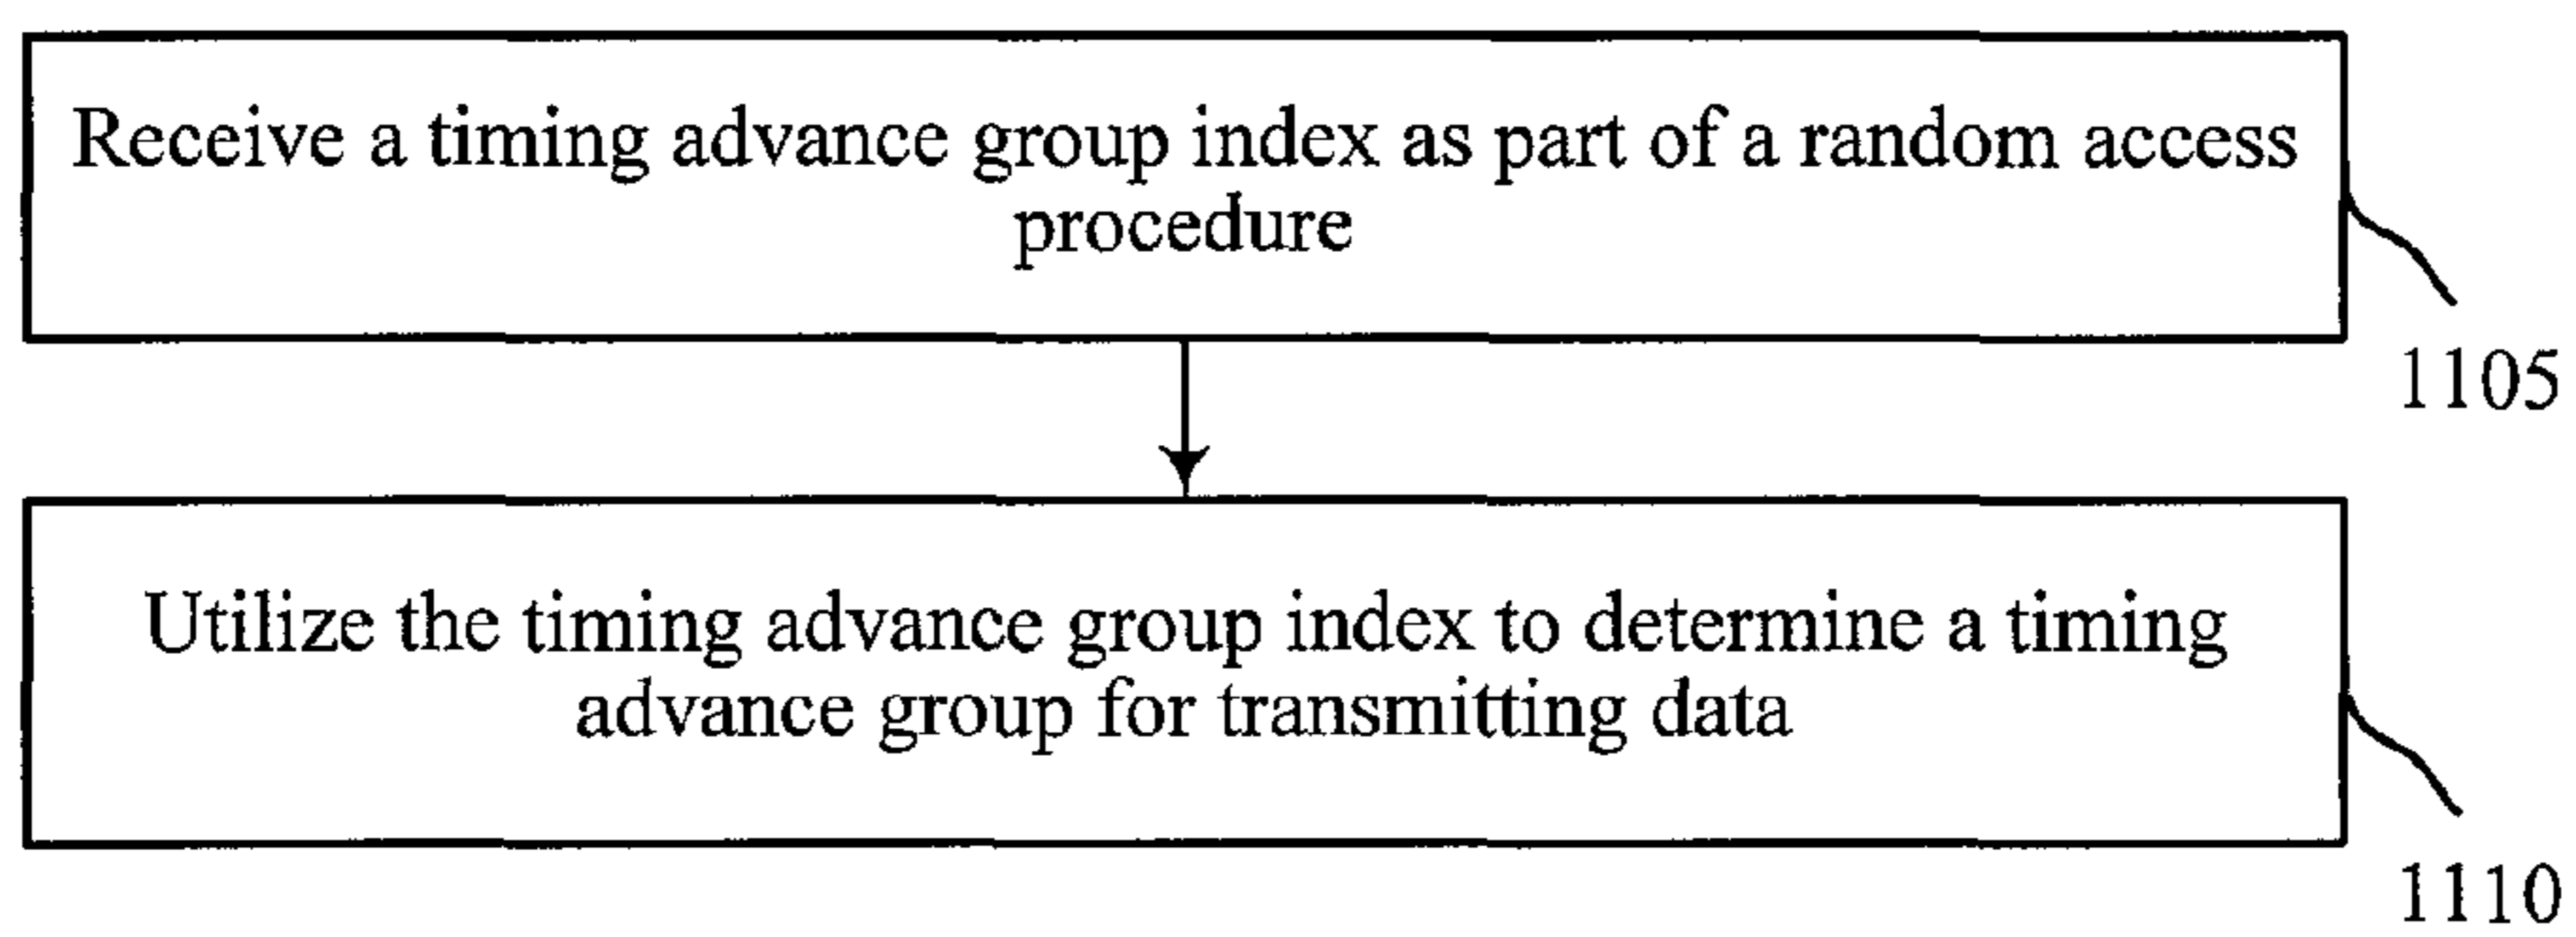 Receive a timing advance group index as part of a random access
procedure
1105
Utilize the timing advance group index to determine a timing
advance group for transmitting data
1110